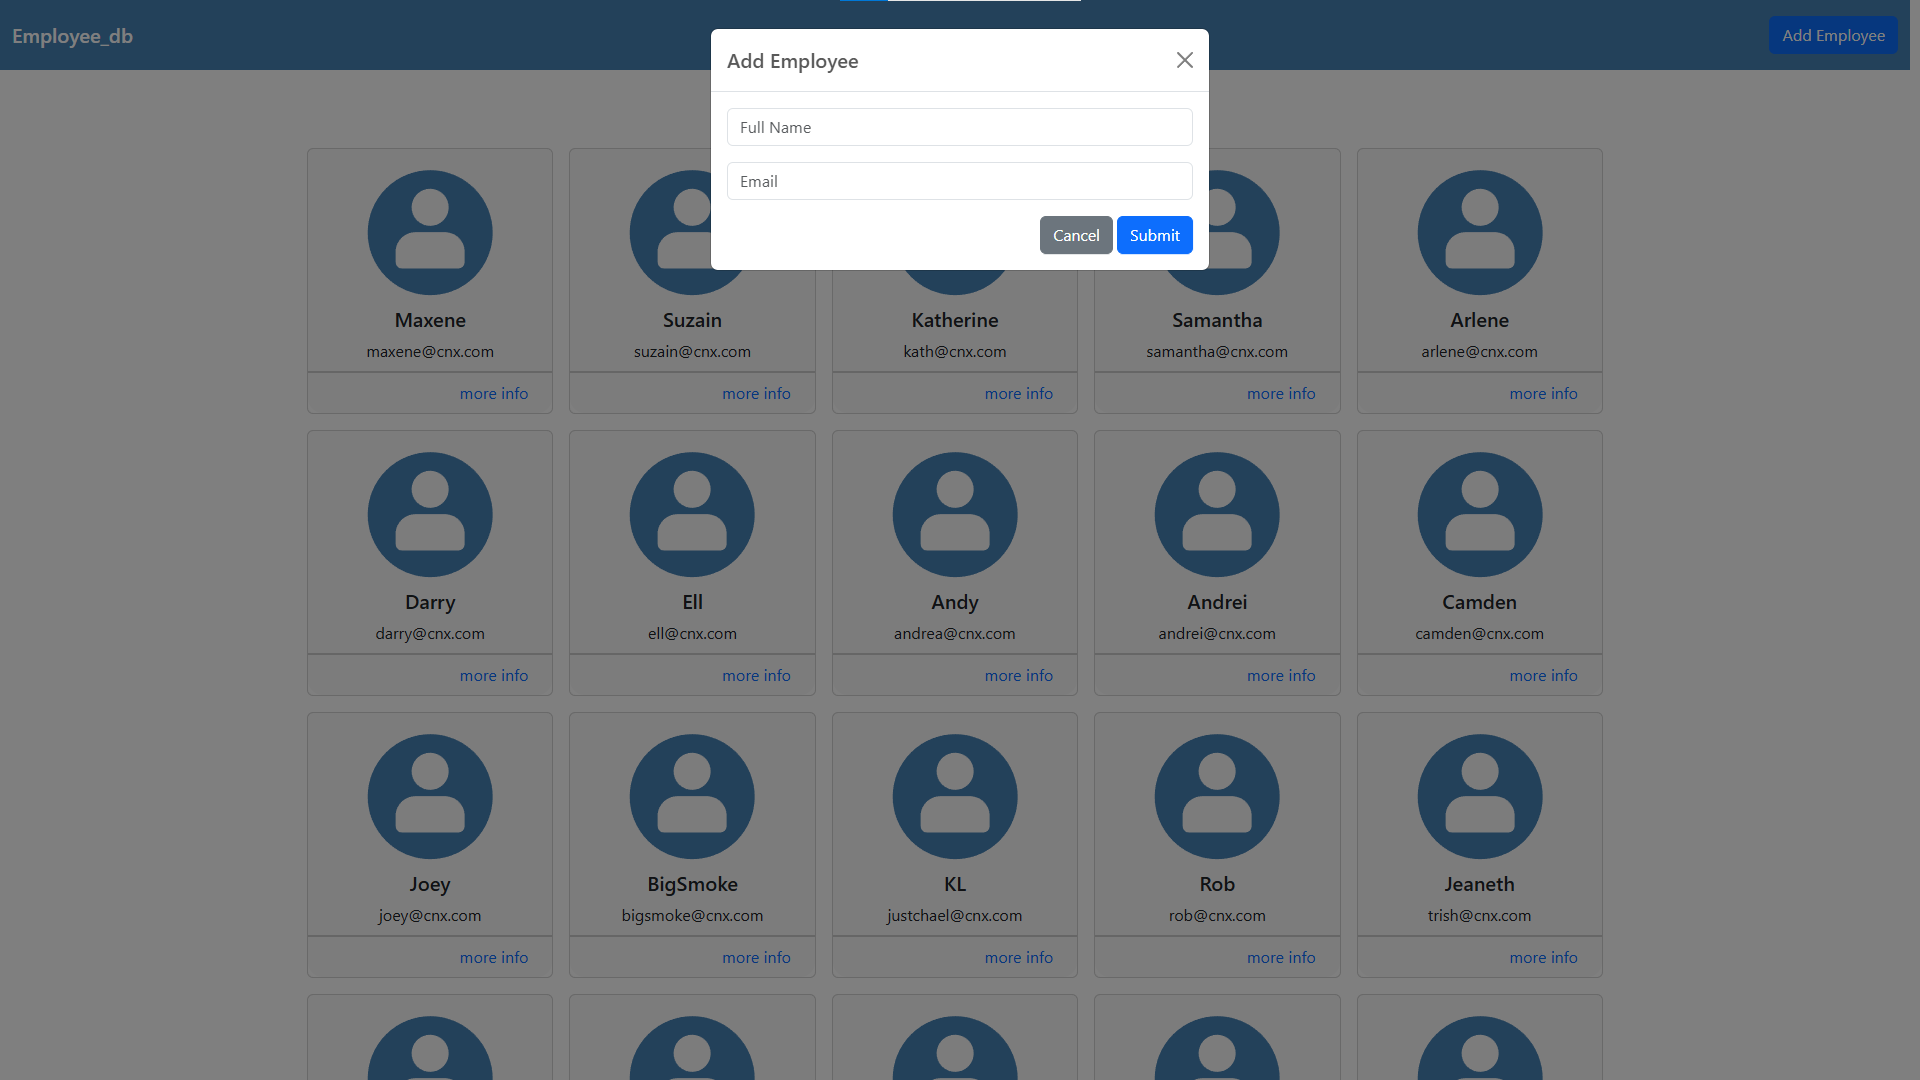 Employee_db
Add Employee
Add Employee
Full Name
Email
Cancel Submit
Maxene Suzain Katherine Samantha Arlene
maxene@cnx.com suzain@cnx.com kath@cnx.com samantha@cnx.com arlene@cnx.com
more info more info more info more info more info
Darry Ell Andy Andrei Camden
darry@cnx.com ell@cnx.com andrea@cnx.com andrei@cnx.com camden@cnx.com
more info more info more info more info more info
Joey BigSmoke KL Rob Jeaneth
joey@cnx.com bigsmoke@cnx.com justchael@cnx.com rob@cnx.com trish@cnx.com
more info more info more info more info more info